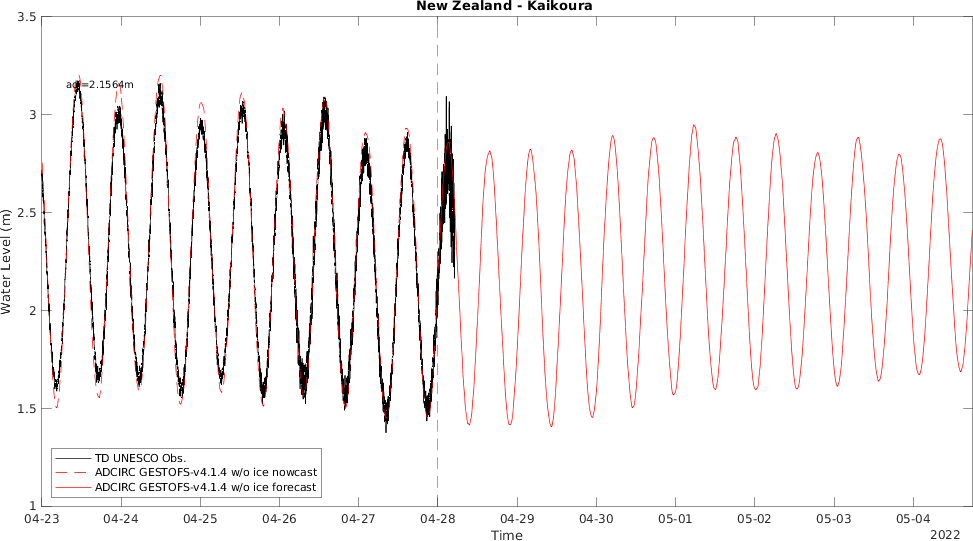 New Zealand - Kaikoura
3.5
3
2.5
2
1.5
1
Water Level (m)
=2.1564m
TD UNESCO Obs.
ADCIRC GESTOFS-v4.1.4 w/o ice nowcast
ADCIRC GESTOFS-v4.1.4 w/o ice forecast
04-23 04-24 04-25 04-26 04-27 04-28 04-29 04-30 05-01 05-02 05-03 05-04
Time
2022